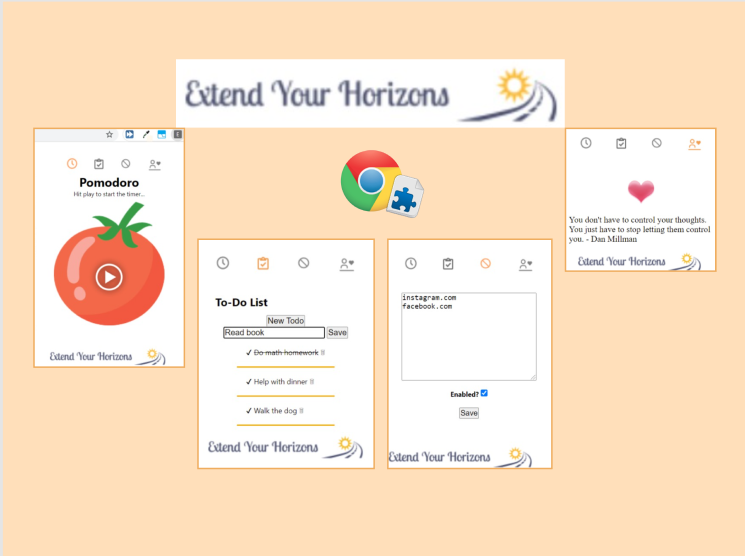 Extend Your Horizons
Pomodoro
Hit play to start the timer...
Extend Your Horizons
To-Do List
New Todo
Read book Save
✓ Do math homework
✓ Help with dinner
✓ Walk the dog
Extend Your Horizons
instagram.com
facebook.com
Enabled?
Save
Extend Your Horizons
You don't have to control your thoughts.
You just have to stop letting them control
you. - Dan Millman
Extend Your Horizons